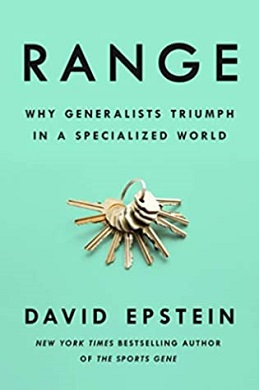 RANGE
WHY GENERALISTS TRIUMPH
IN A SPECIALIZED WORLD
DAVID EPSTEIN
NEW YORK TIMES BESTSELLING AUTHOR
OF THE SPORTS GENE